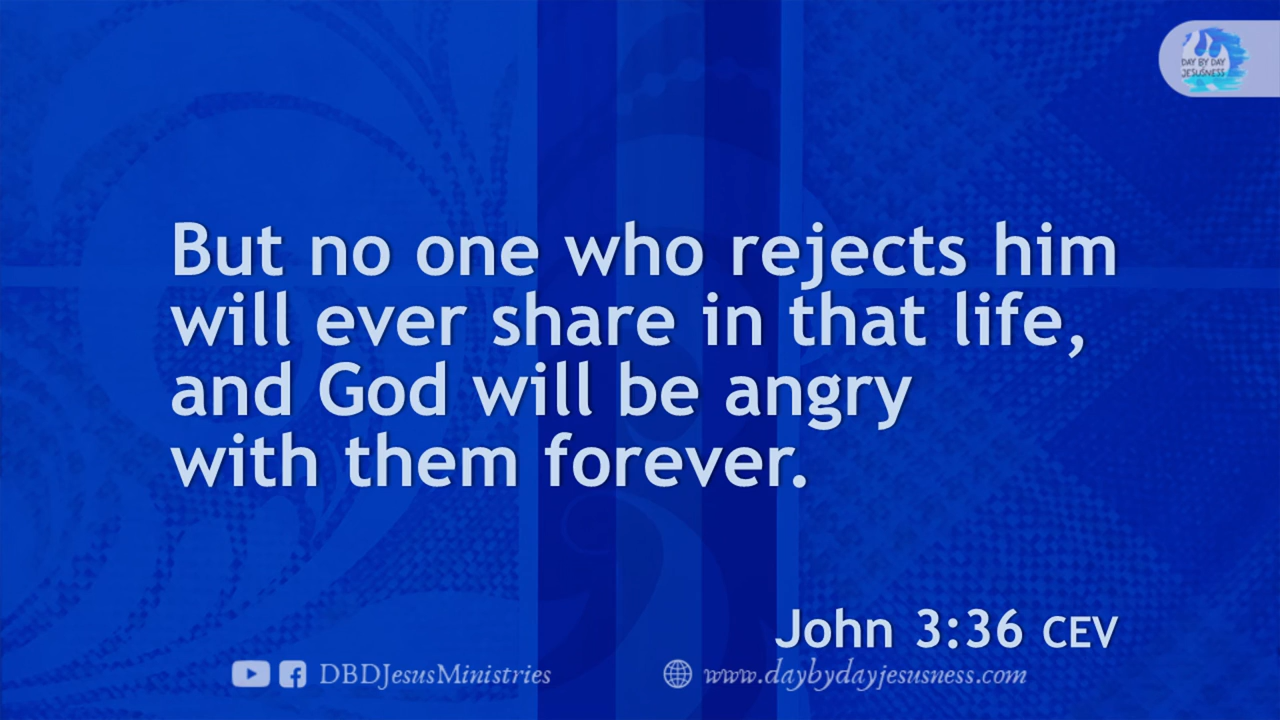 DAY BY DAY
JESUSNESS
But no one who rejects him
will ever share in that life,
and God will be angry
with them forever.
John 3:36 CEV
DBDJesusMinistries
www.daybydayjesusness.com